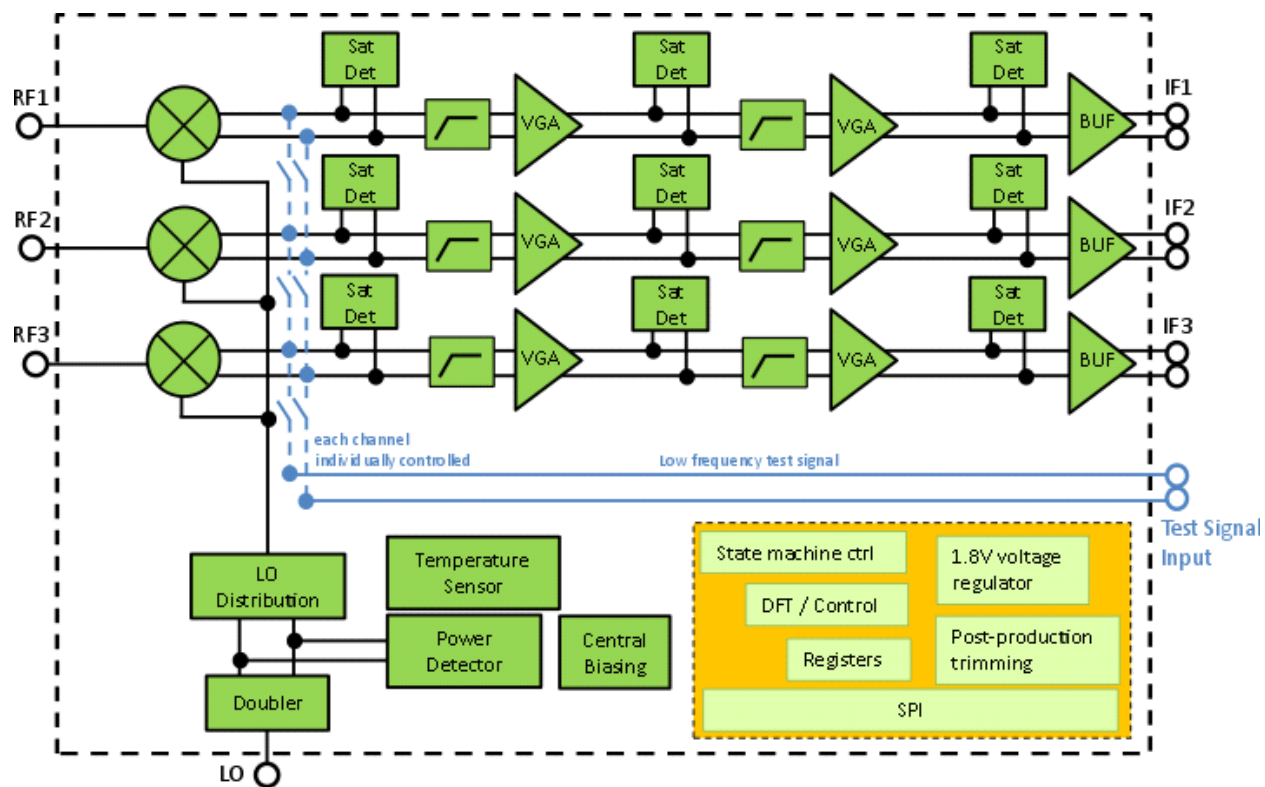 Sat
Det
Sat
Det
Sat
Det
RF1
VGA
VGA
BUF
IF1
Sat
Det
Sat
Det
Sat
Det
RF2
VGA
VGA
BUF
IF2
Sat
Det
Sat
Det
Sat
Det
RF3
VGA
VGA
BUF
IF3
each channel
individually controlled
Low frequency test signal
Test Signal
Input
LO
Distribution
Temperature
Sensor
Power
Detector
Central
Biasing
Doubler
LO
State machine ctrl
1.8V voltage
regulator
DFT / Control
Registers
Post-production
trimming
SPI